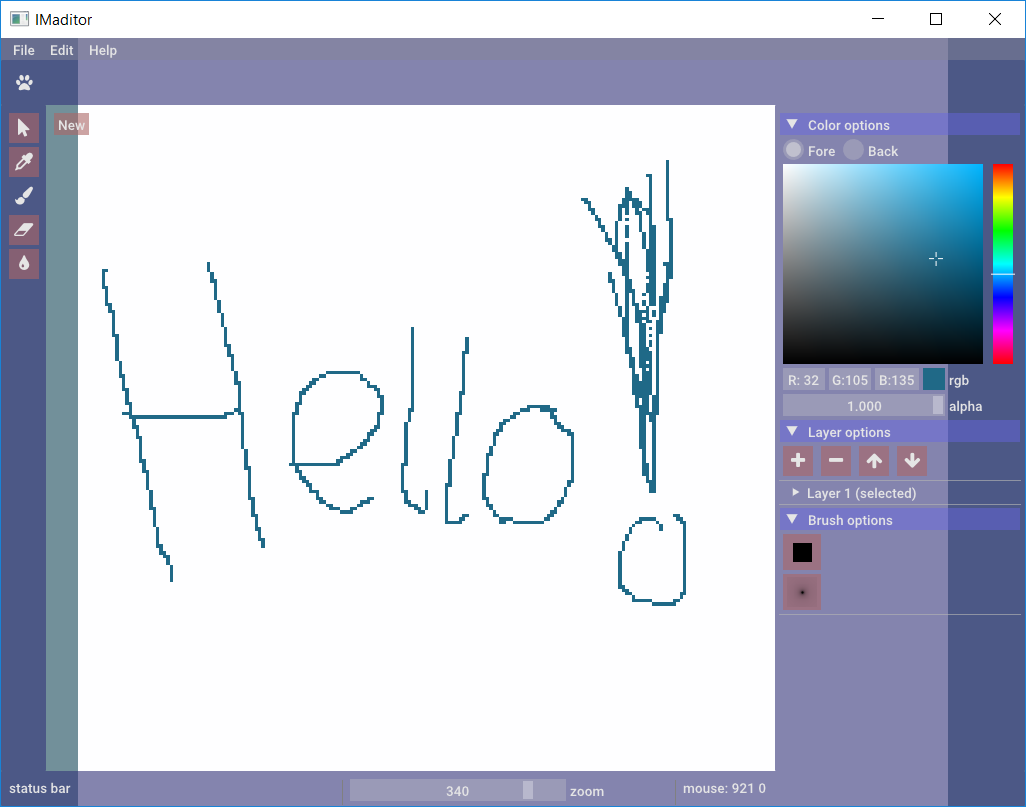 IMaditor
File Edit Help
New
Hello!
Color options
Fore Back
R: 32 G:105 B:135 rgb
1.000 alpha
Layer options
Layer 1 (selected)
Brush options
status bar 340 zoom mouse: 921 0